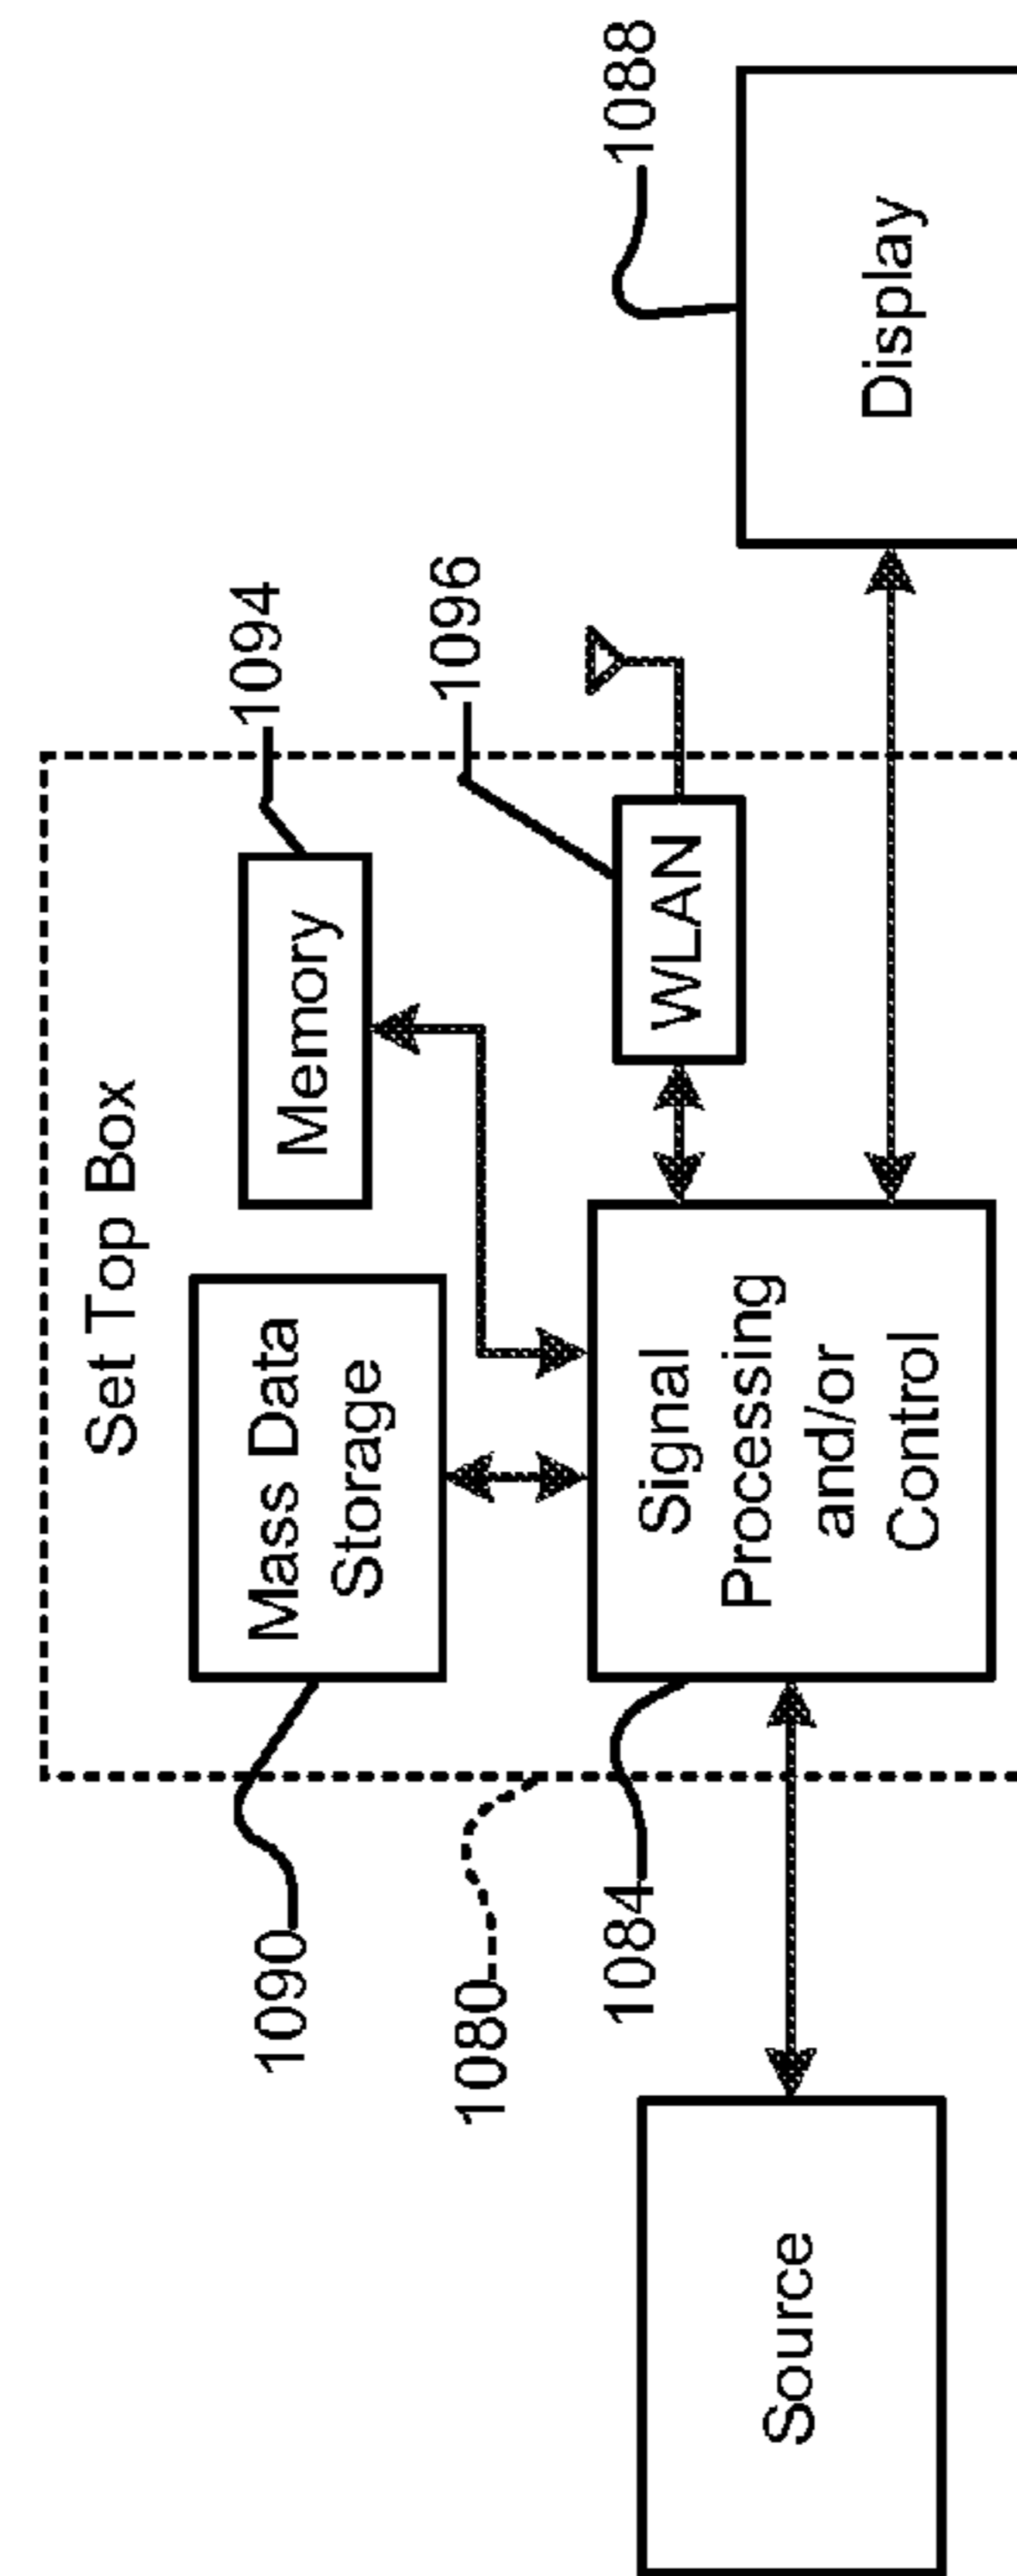 Set Top Box
1090
Mass Data
Storage
Memory
1094
1080
1096
1084
Signal
Processing
and/or
Control
WLAN
1088
Source
Display